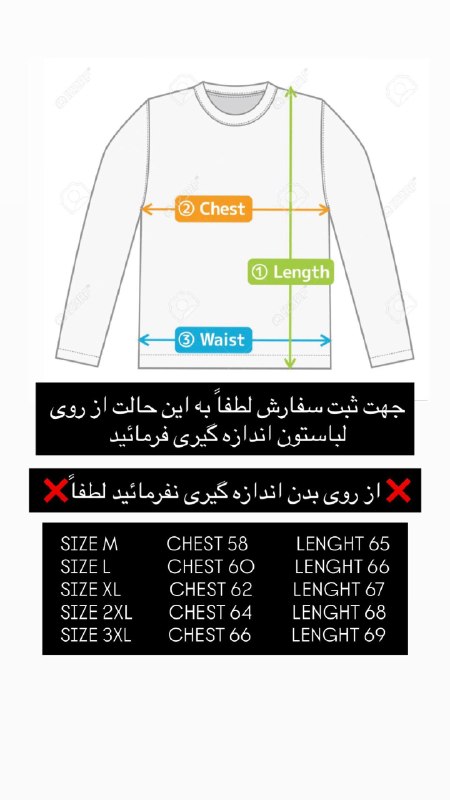 ② Chest
① Length
③ Waist
جهت ثبت سفارش لطفاً به این حالت از روی
لباستون اندازه گیری فرمائید
❌از روی بدن اندازه گیری نفرمائید لطفاً❌
SIZE M CHEST 58 LENGHT 65
SIZE L CHEST 60 LENGHT 66
SIZE XL CHEST 62 LENGHT 67
SIZE 2XL CHEST 64 LENGHT 68
SIZE 3XL CHEST 66 LENGHT 69